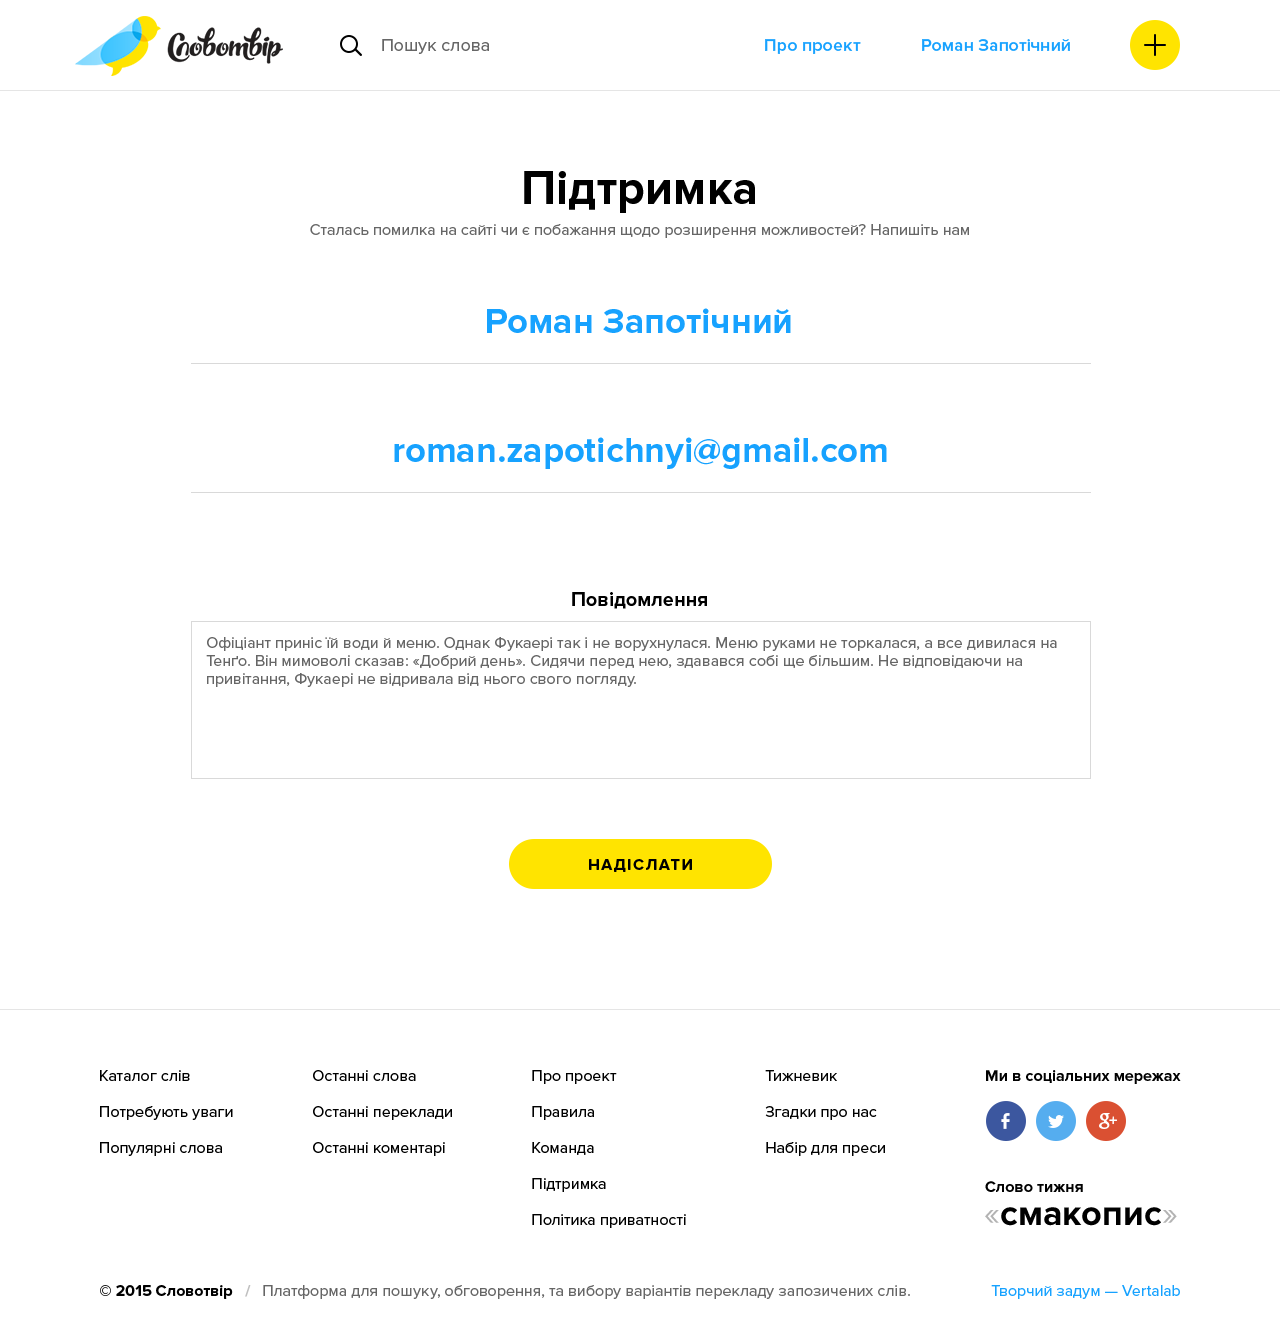 Словотвір
Пошук слова
Про проект
Роман Запотічний
Підтримка
Сталась помилка на сайті чи є побажання щодо розширення можливостей? Напишіть нам
Роман Запотічний
roman.zapotichnyi@gmail.com
Повідомлення
Офіціант приніс їй води й меню. Однак Фукаері так і не ворухнулася. Меню руками не торкалася, а все дивилася на
Тенґо. Він мимоволі сказав: «Добрий день». Сидячи перед нею, здавався собі ще більшим. Не відповідаючи на
привітання, Фукаері не відривала від нього свого погляду.
НАДІСЛАТИ
Каталог слів
Потребують уваги
Популярні слова
Останні слова
Останні переклади
Останні коментарі
Про проект
Правила
Команда
Підтримка
Політика приватності
Тижневик
Згадки про нас
Набір для преси
Ми в соціальних мережах
f
g+
Слово тижня
«смакопис»
© 2015 Словотвір / Платформа для пошуку, обговорення, та вибору варіантів перекладу запозичених слів.
Творчий задум — Vertalab